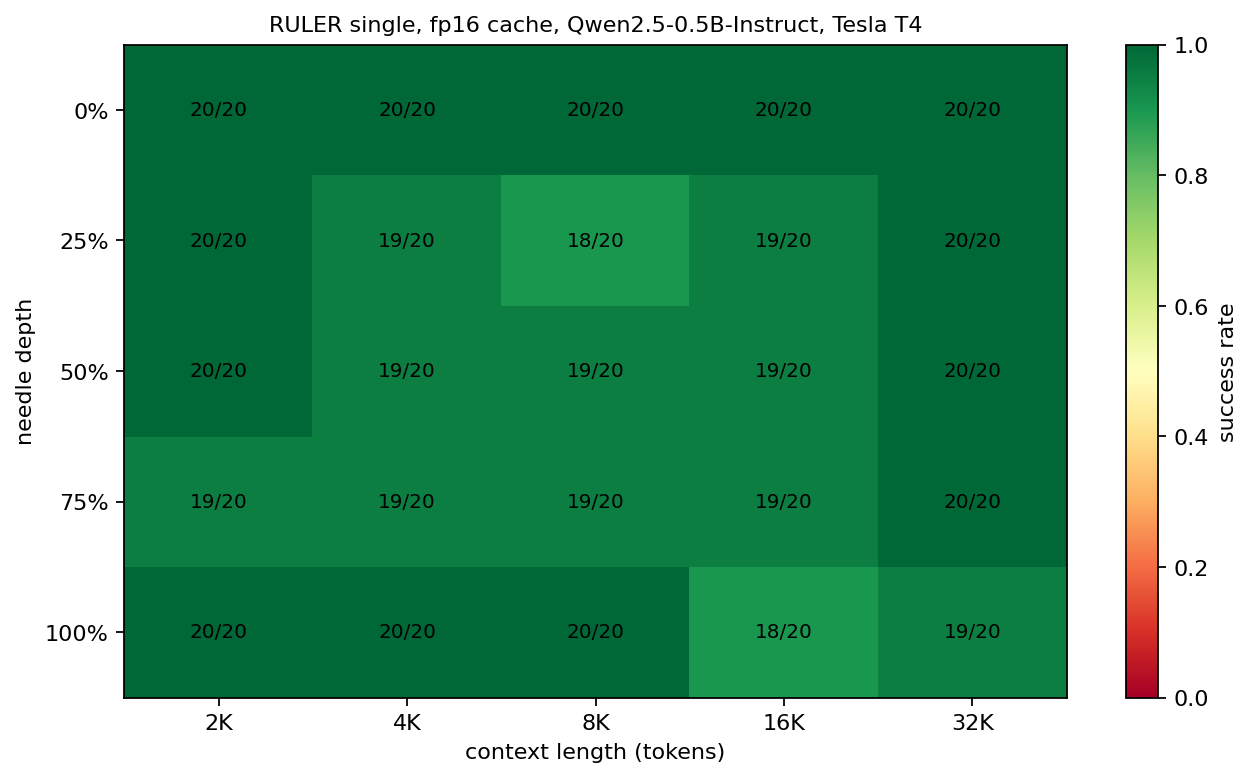 RULER single, fp16 cache, Qwen2.5-0.5B-Instruct, Tesla T4
0% 20/20 20/20 20/20 20/20 20/20
25% 20/20 19/20 18/20 19/20 20/20
50% 20/20 19/20 19/20 19/20 20/20
75% 19/20 19/20 19/20 19/20 20/20
100% 20/20 20/20 20/20 18/20 19/20
2K 4K 8K 16K 32K
context length (tokens)
needle depth
1.0
0.8
0.6
0.4
0.2
0.0
success rate